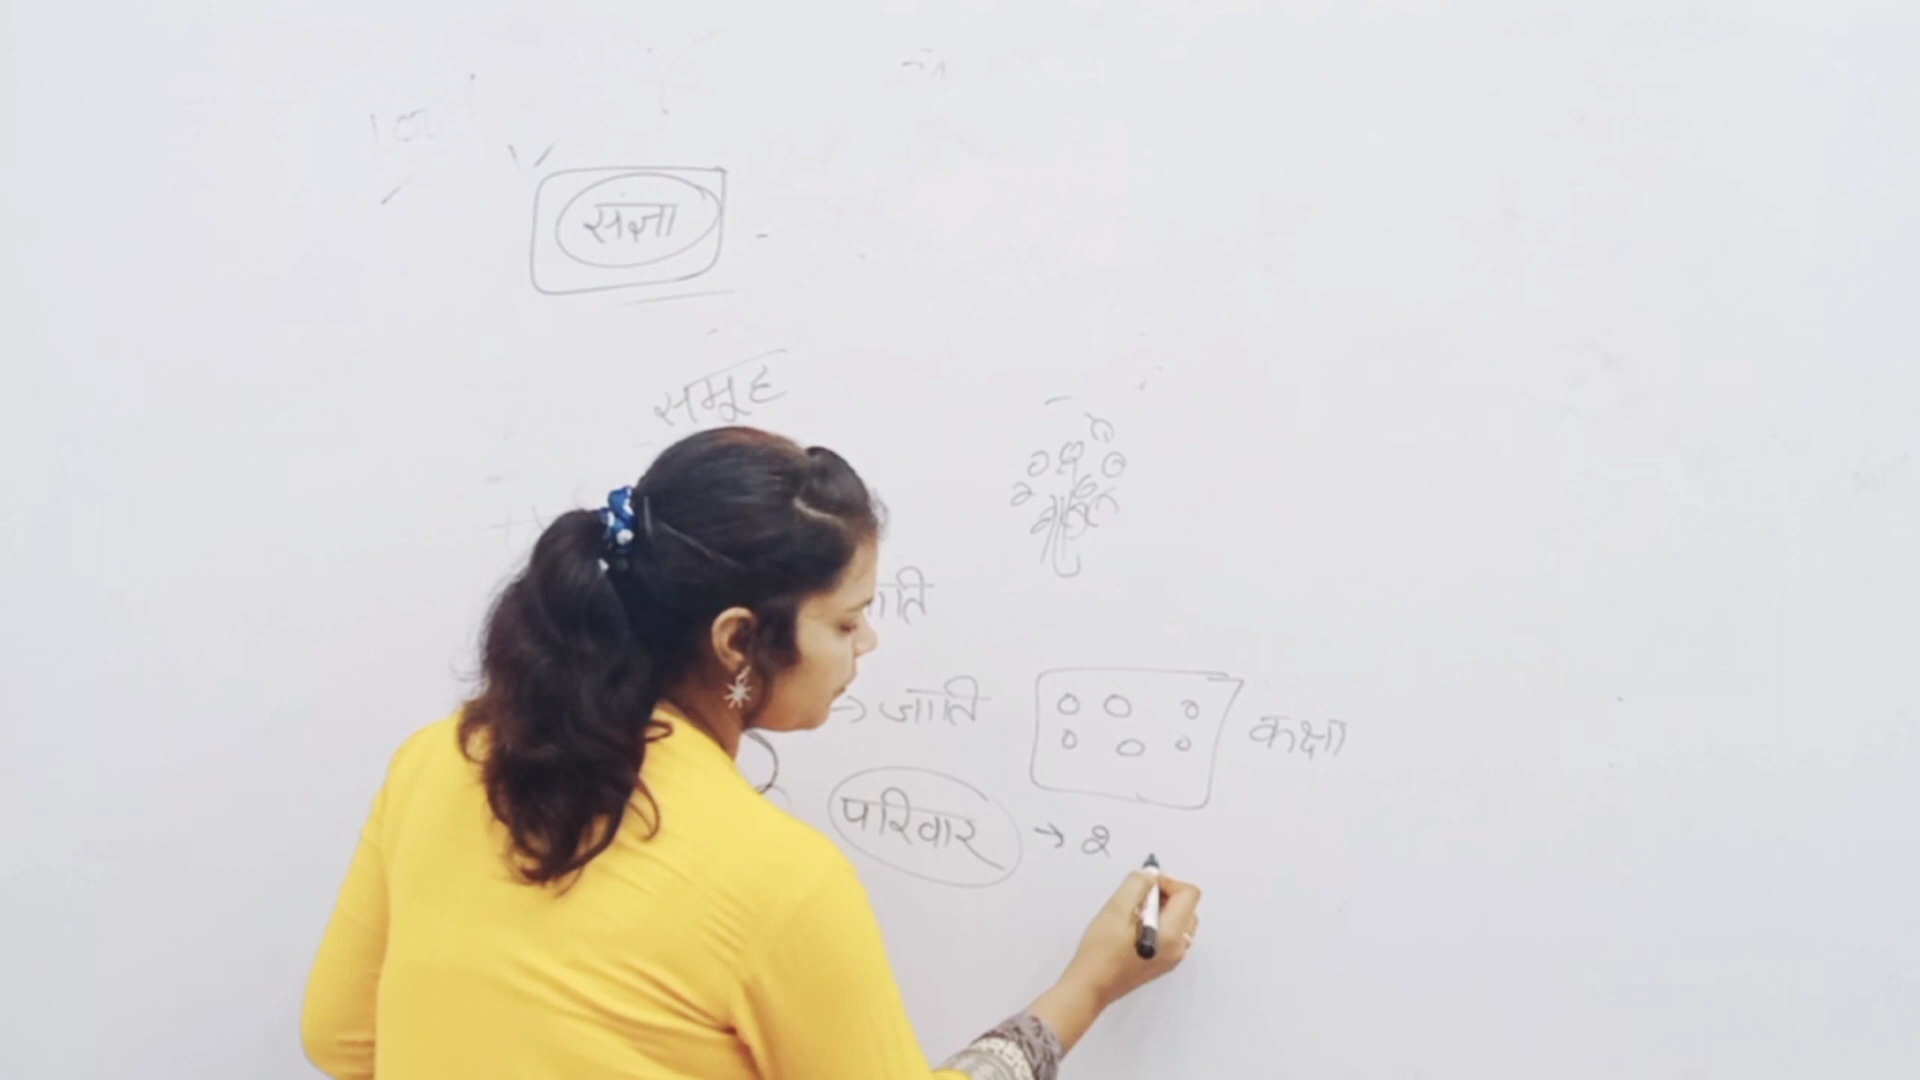 संज्ञा
समूह
जाति
→ जाति
कक्षा
परिवार → 2